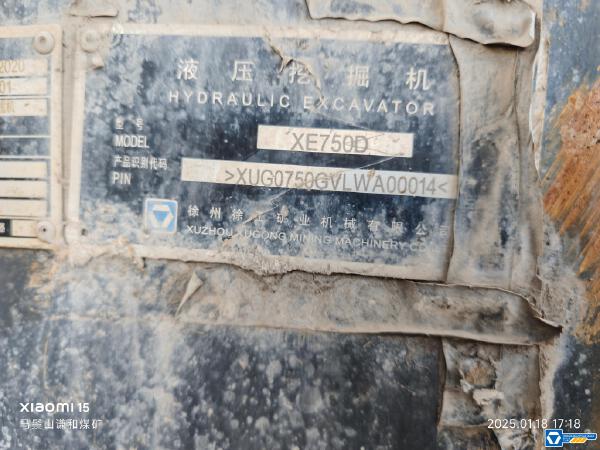 2020
01
液压挖掘机
HYDRAULIC EXCAVATOR
型号
MODEL
XE750D
产品识别代码
PIN
>XUG0750GVLWA00014<
徐州徐工矿业机械有限公司
XUZHOU XUGONG MINING MACHINERY CO
XIAOMI 15
2025.01.18 17:18